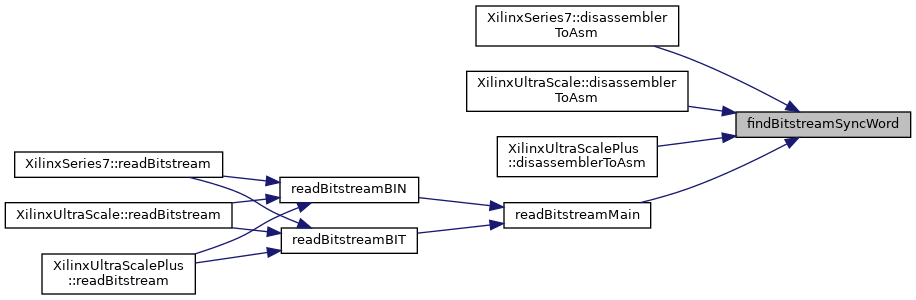 XilinxSeries7::disassembler
ToAsm
XilinxUltraScale::disassembler
ToAsm
findBitstreamSyncWord
XilinxUltraScalePlus
::disassemblerToAsm
XilinxSeries7::readBitstream
readBitstreamBIN
XilinxUltraScale::readBitstream
readBitstreamMain
readBitstreamBIT
XilinxUltraScalePlus
::readBitstream